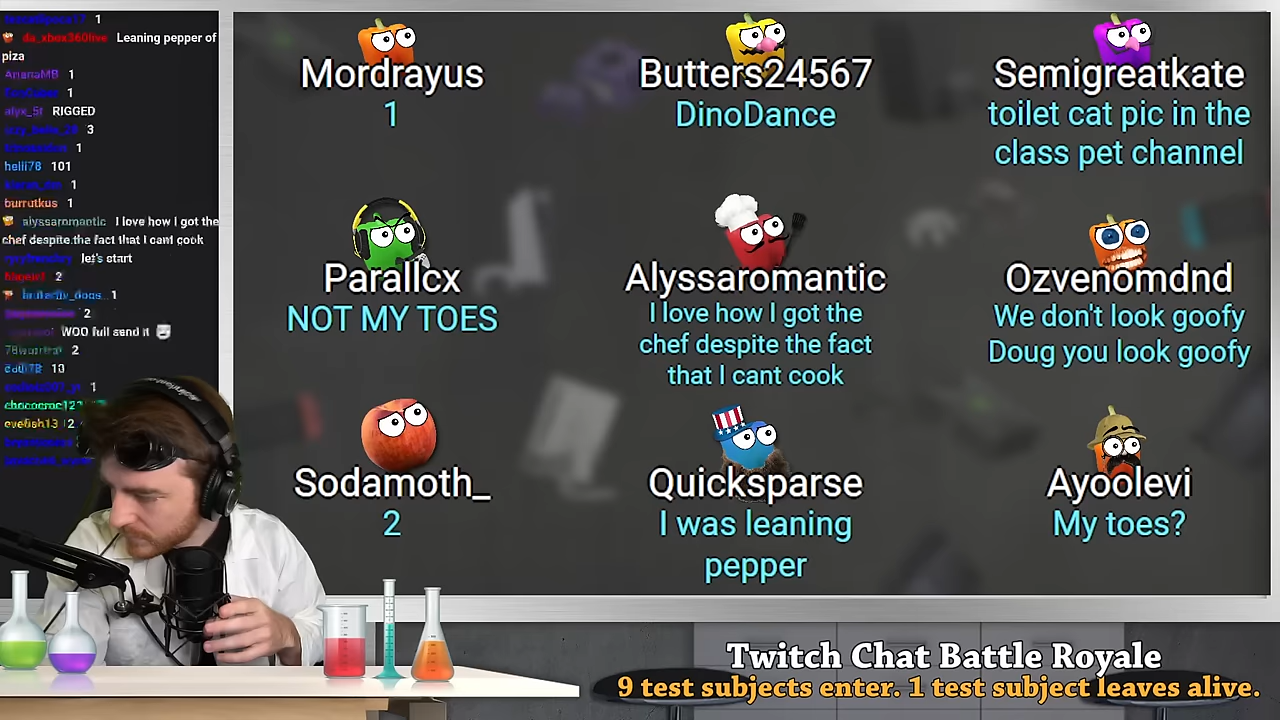 1
Leaning pepper of
piza
ArianaMB 1
1
alyx_5t RIGGED
3
1
helli78 101
1
burrutkus 1
alyssaromantic I love how I got the
chef despite the fact that I cant cook
let's start
2
1
2
WOO full send it
2
10
1
evefish13 2
Mordrayus
1
Butters24567
DinoDance
Semigreatkate
toilet cat pic in the
class pet channel
Parallcx
NOT MY TOES
Alyssaromantic
I love how I got the
chef despite the fact
that I cant cook
Ozvenomdnd
We don't look goofy
Doug you look goofy
Sodamoth_
2
Quicksparse
I was leaning
pepper
Ayoolevi
My toes?
Twitch Chat Battle Royale
9 test subjects enter. 1 test subject leaves alive.